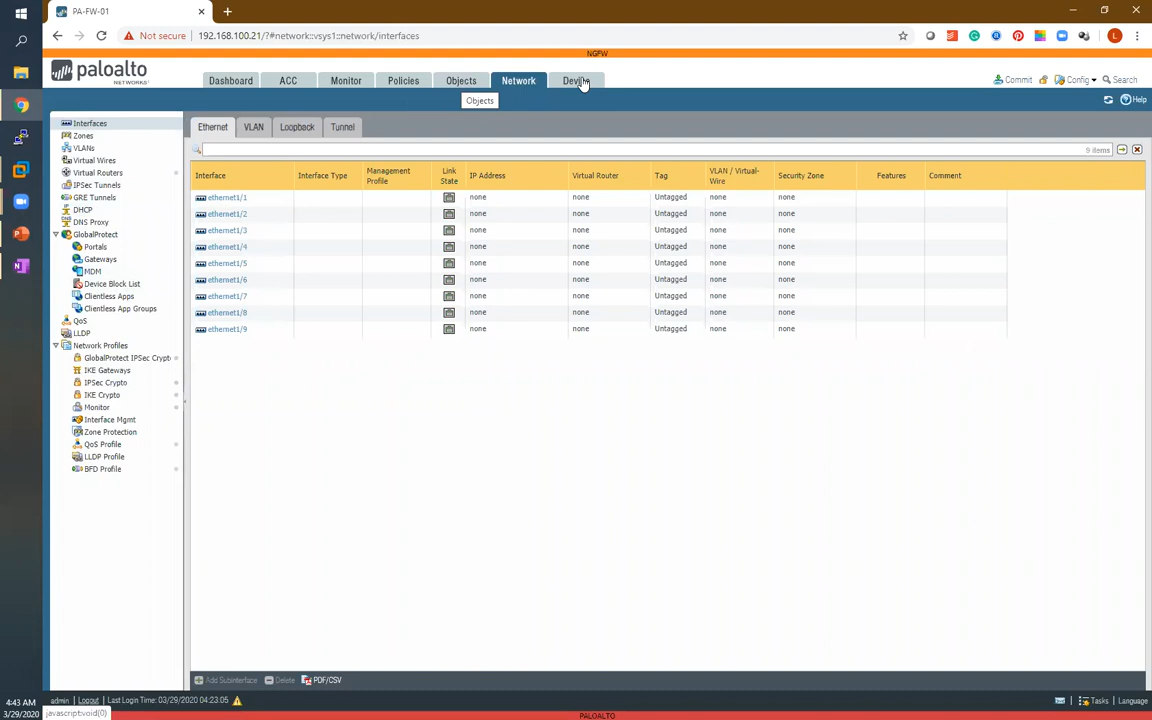 PA-FW-01
Not secure 192.168.100.21/?#network::vsys1::network/interfaces
L
NGFW
paloalto
NETWORKS
Dashboard ACC Monitor Policies Objects Network Device
Commit Config Search
Objects
Help
Interfaces
Zones
VLANs
Virtual Wires
Virtual Routers
IPSec Tunnels
GRE Tunnels
DHCP
DNS Proxy
GlobalProtect
Portals
Gateways
MDM
Device Block List
Clientless Apps
Clientless App Groups
QoS
LLDP
Network Profiles
GlobalProtect IPSec Crypto
IKE Gateways
IPSec Crypto
IKE Crypto
Monitor
Interface Mgmt
Zone Protection
QoS Profile
LLDP Profile
BFD Profile
Ethernet VLAN Loopback Tunnel
9 items
Interface Interface Type Management Profile Link State IP Address Virtual Router Tag VLAN / Virtual-Wire Security Zone Features Comment
ethernet1/1 none none Untagged none none
ethernet1/2 none none Untagged none none
ethernet1/3 none none Untagged none none
ethernet1/4 none none Untagged none none
ethernet1/5 none none Untagged none none
ethernet1/6 none none Untagged none none
ethernet1/7 none none Untagged none none
ethernet1/8 none none Untagged none none
ethernet1/9 none none Untagged none none
Add Subinterface Delete PDF/CSV
admin Logout Last Login Time: 03/29/2020 04:23:05
Tasks Language
4:43 AM
3/29/2020
javascript:void(0)
PALOALTO